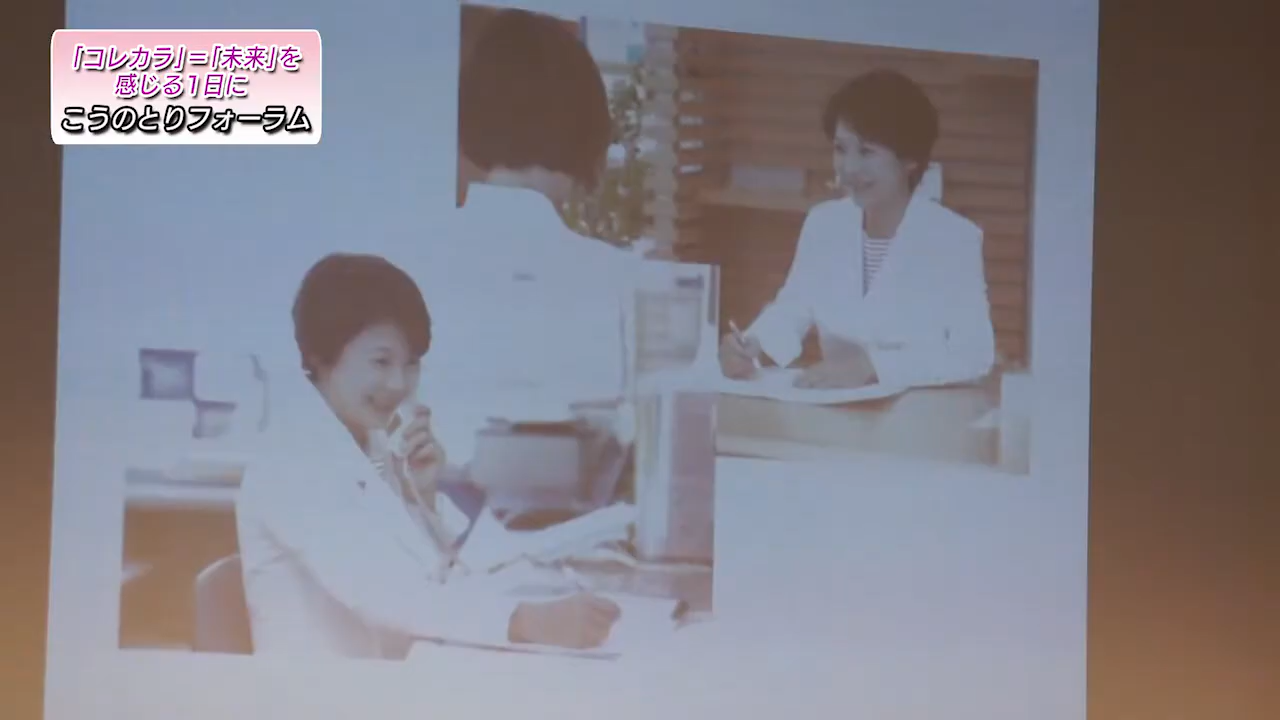 「コレカラ」=「未来」を
感じる1日に
こうのとりフォーラム